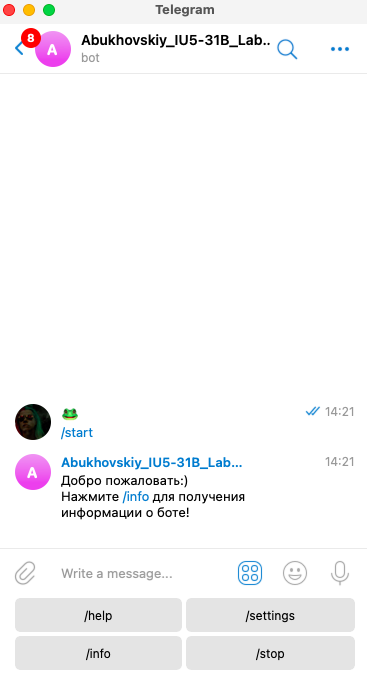 Telegram
8
A
Abukhovskiy_IU5-31B_Lab..
bot
14:21
/start
A
Abukhovskiy_IU5-31B_Lab...
14:21
Добро пожаловать:)
Нажмите /info для получения
информации о боте!
Write a message...
/help
/settings
/info
/stop